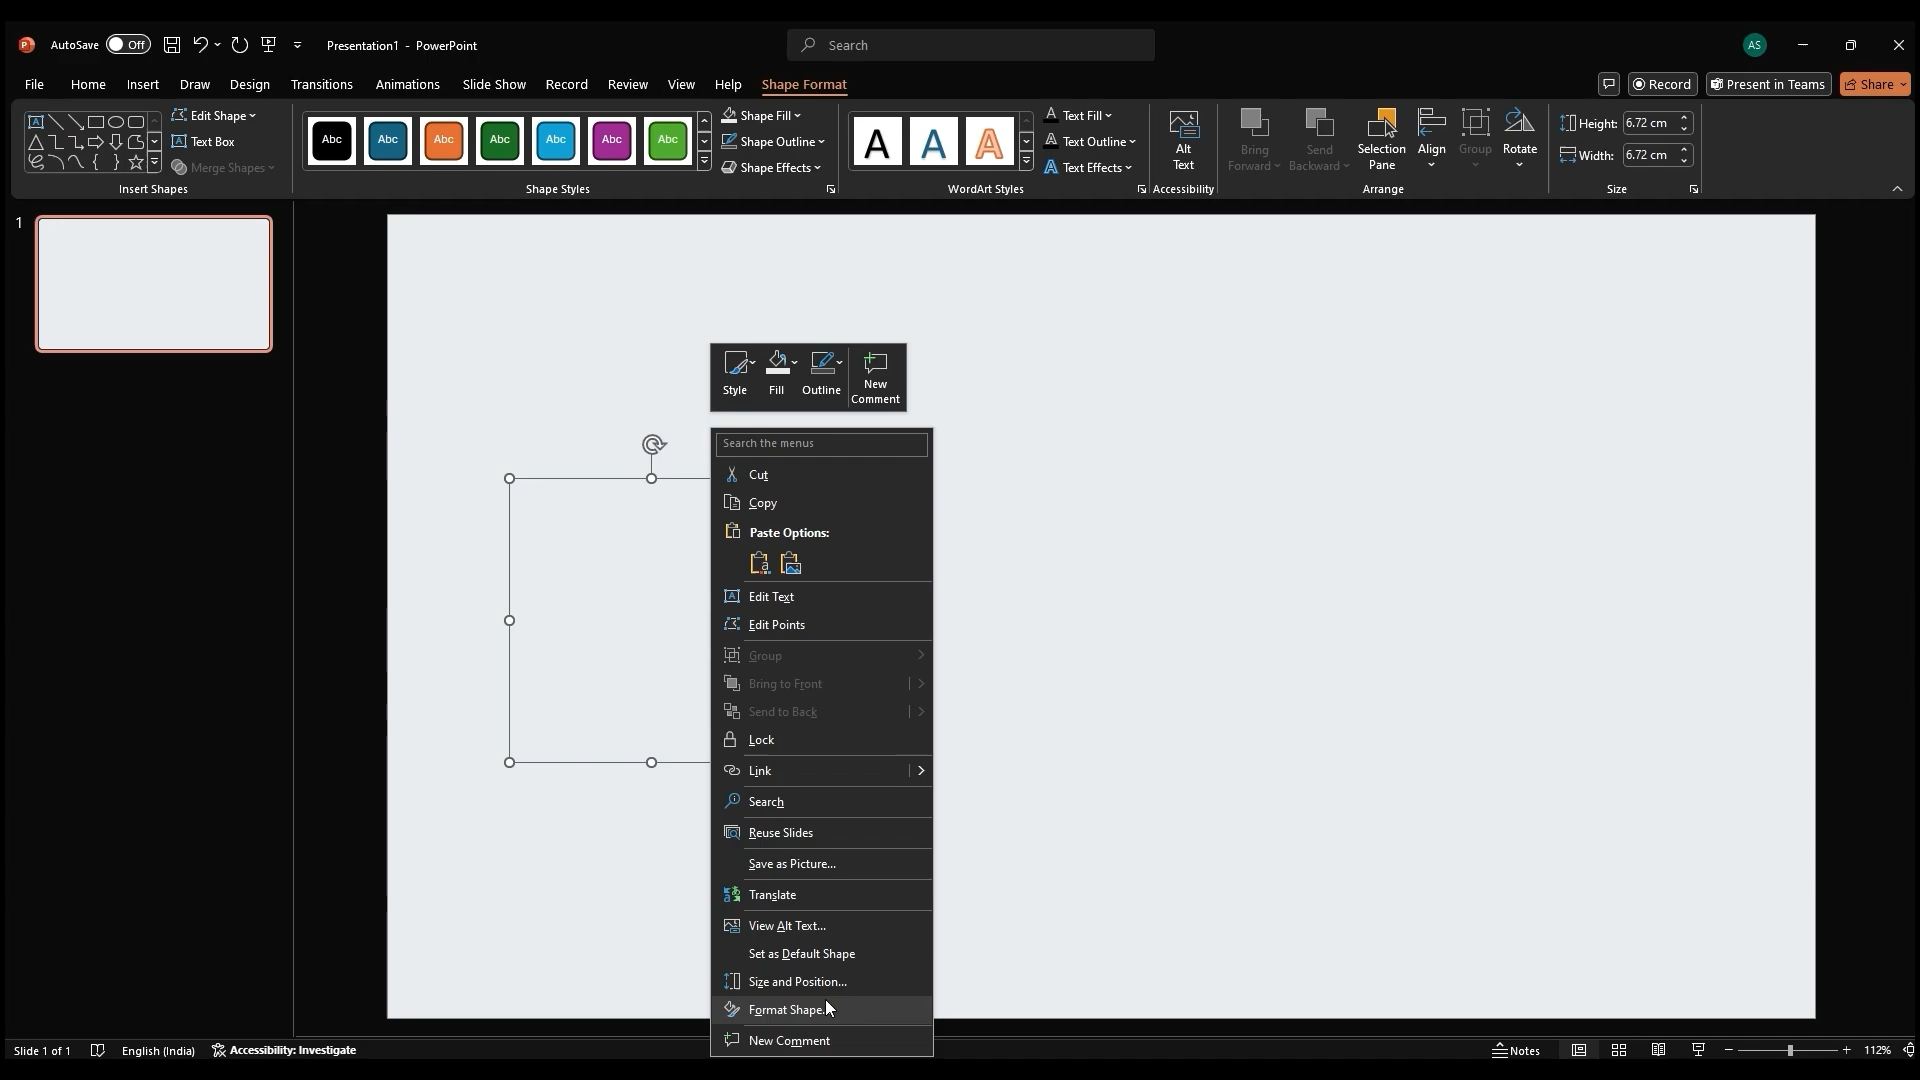 AutoSave Off Presentation1 - PowerPoint Search AS
File Home Insert Draw Design Transitions Animations Slide Show Record Review View Help Shape Format Record Present in Teams Share
Edit Shape
Text Box
Merge Shapes
Insert Shapes
Abc Abc Abc Abc Abc Abc Abc
Shape Fill
Shape Outline
Shape Effects
Shape Styles
A A A
Text Fill
Text Outline
Text Effects
WordArt Styles
Alt
Text
Accessibility
Bring
Forward
Send
Backward
Selection
Pane
Align
Group
Rotate
Arrange
Height: 6.72 cm
Width: 6.72 cm
Size
1
Style Fill Outline New
Comment
Search the menus
Cut
Copy
Paste Options:
Edit Text
Edit Points
Group
Bring to Front
Send to Back
Lock
Link
Search
Reuse Slides
Save as Picture...
Translate
View Alt Text...
Set as Default Shape
Size and Position...
Format Shape...
New Comment
Slide 1 of 1 English (India) Accessibility: Investigate Notes 112%